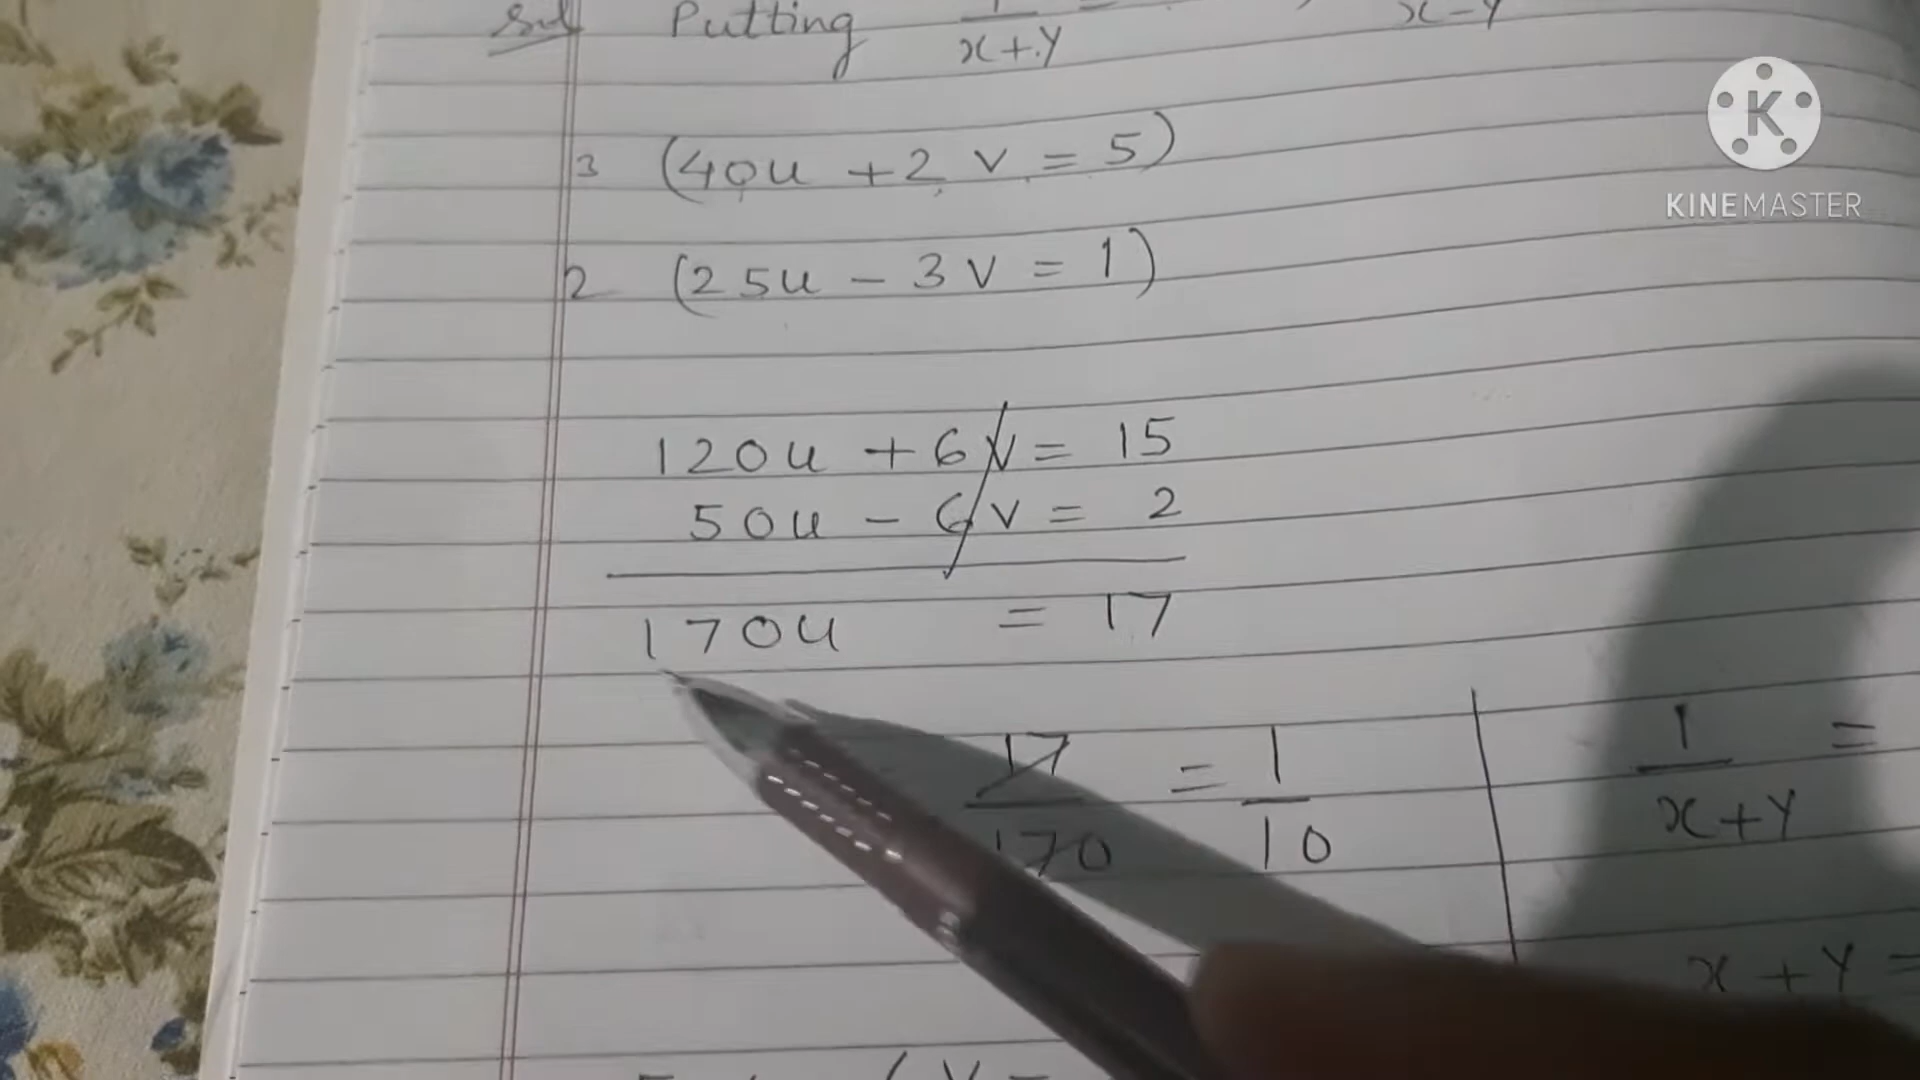 Sol Putting 1/(x+y) = , x-y
3 (40u + 2v = 5)
2 (25u - 3v = 1)
120u + 6v = 15
50u - 6v = 2
170u = 17
17/170 = 1/10
1/(x+y) =
x + y =
K
KINEMASTER